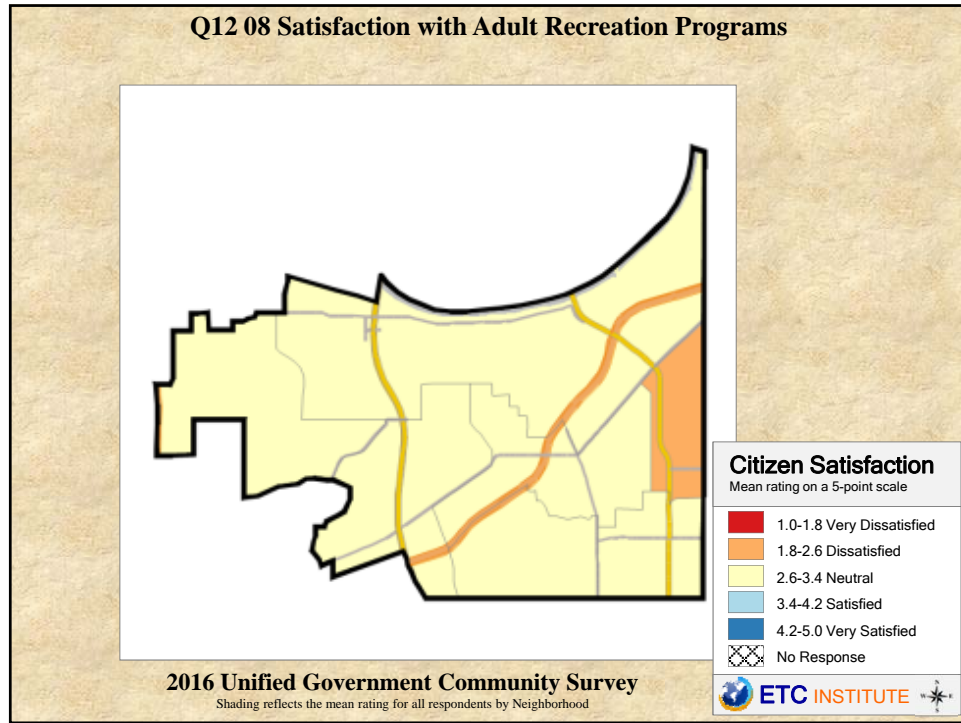 Q12 08 Satisfaction with Adult Recreation Programs
Citizen Satisfaction
Mean rating on a 5-point scale
1.0-1.8 Very Dissatisfied
1.8-2.6 Dissatisfied
2.6-3.4 Neutral
3.4-4.2 Satisfied
4.2-5.0 Very Satisfied
No Response
ETC INSTITUTE
N
W E
S
2016 Unified Government Community Survey
Shading reflects the mean rating for all respondents by Neighborhood